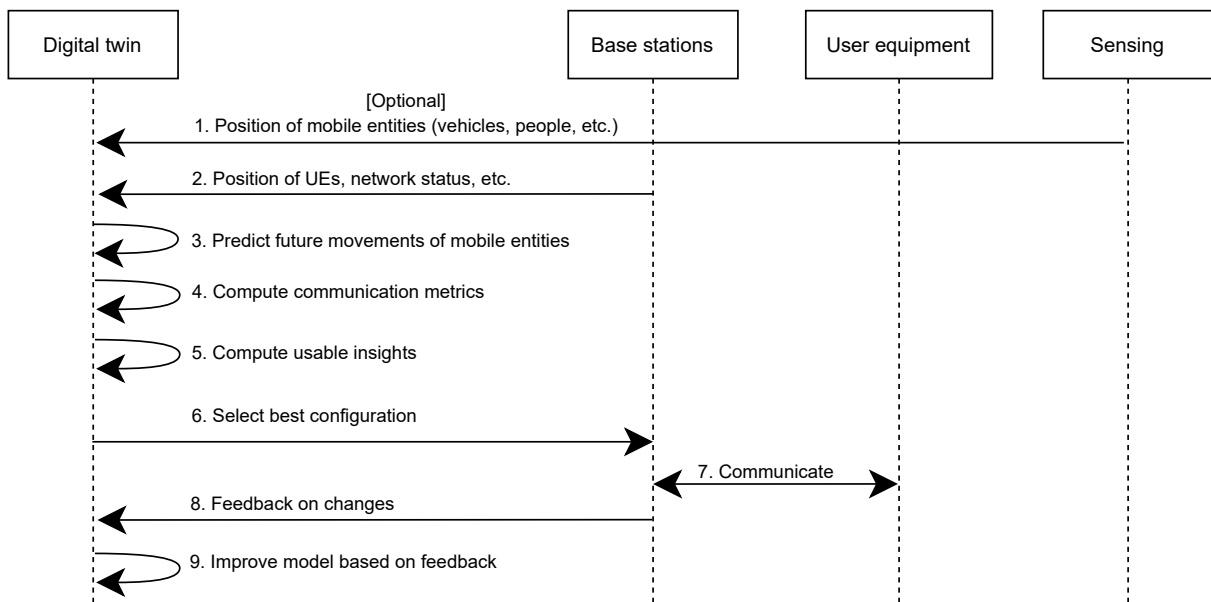 Digital twin
Base stations
User equipment
Sensing
[Optional]
1. Position of mobile entities (vehicles, people, etc.)
2. Position of UEs, network status, etc.
3. Predict future movements of mobile entities
4. Compute communication metrics
5. Compute usable insights
6. Select best configuration
7. Communicate
8. Feedback on changes
9. Improve model based on feedback